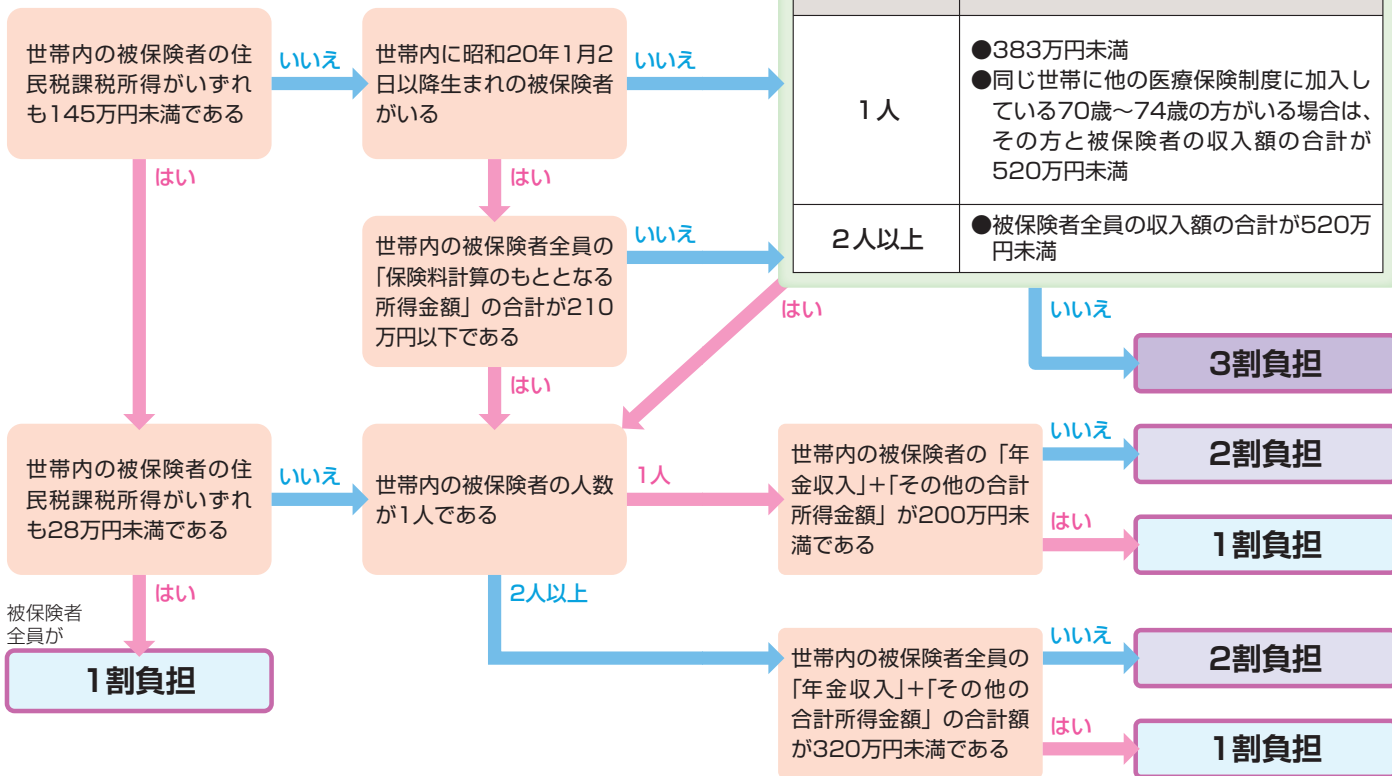 世帯内の被保険者の住
民税課税所得がいずれ
も145万円未満である
いいえ
世帯内に昭和20年1月2
日以降生まれの被保険者
がいる
いいえ
1人
●383万円未満
●同じ世帯に他の医療保険制度に加入し
ている70歳～74歳の方がいる場合は、
その方と被保険者の収入額の合計が
520万円未満
2人以上
●被保険者全員の収入額の合計が520万
円未満
はい
はい
世帯内の被保険者全員の
「保険料計算のもととなる
所得金額」の合計が210
万円以下である
いいえ
はい
いいえ
3割負担
はい
世帯内の被保険者の住
民税課税所得がいずれ
も28万円未満である
いいえ
世帯内の被保険者の人数
が1人である
1人
世帯内の被保険者の「年
金収入」+「その他の合計
所得金額」が200万円未
満である
いいえ
2割負担
はい
1割負担
はい
被保険者
全員が
1割負担
2人以上
世帯内の被保険者全員の
「年金収入」+「その他の
合計所得金額」の合計額
が320万円未満である
いいえ
2割負担
はい
1割負担